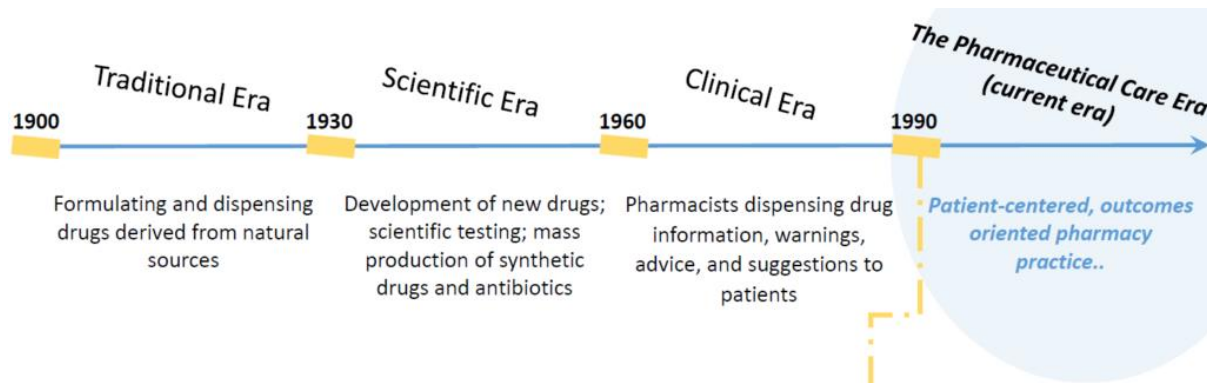 Traditional Era
Scientific Era
Clinical Era
The Pharmaceutical Care Era
(current era)
1900
1930
1960
1990
Formulating and dispensing
drugs derived from natural
sources
Development of new drugs;
scientific testing; mass
production of synthetic
drugs and antibiotics
Pharmacists dispensing drug
information, warnings,
advice, and suggestions to
patients
Patient-centered, outcomes
oriented pharmacy
practice..